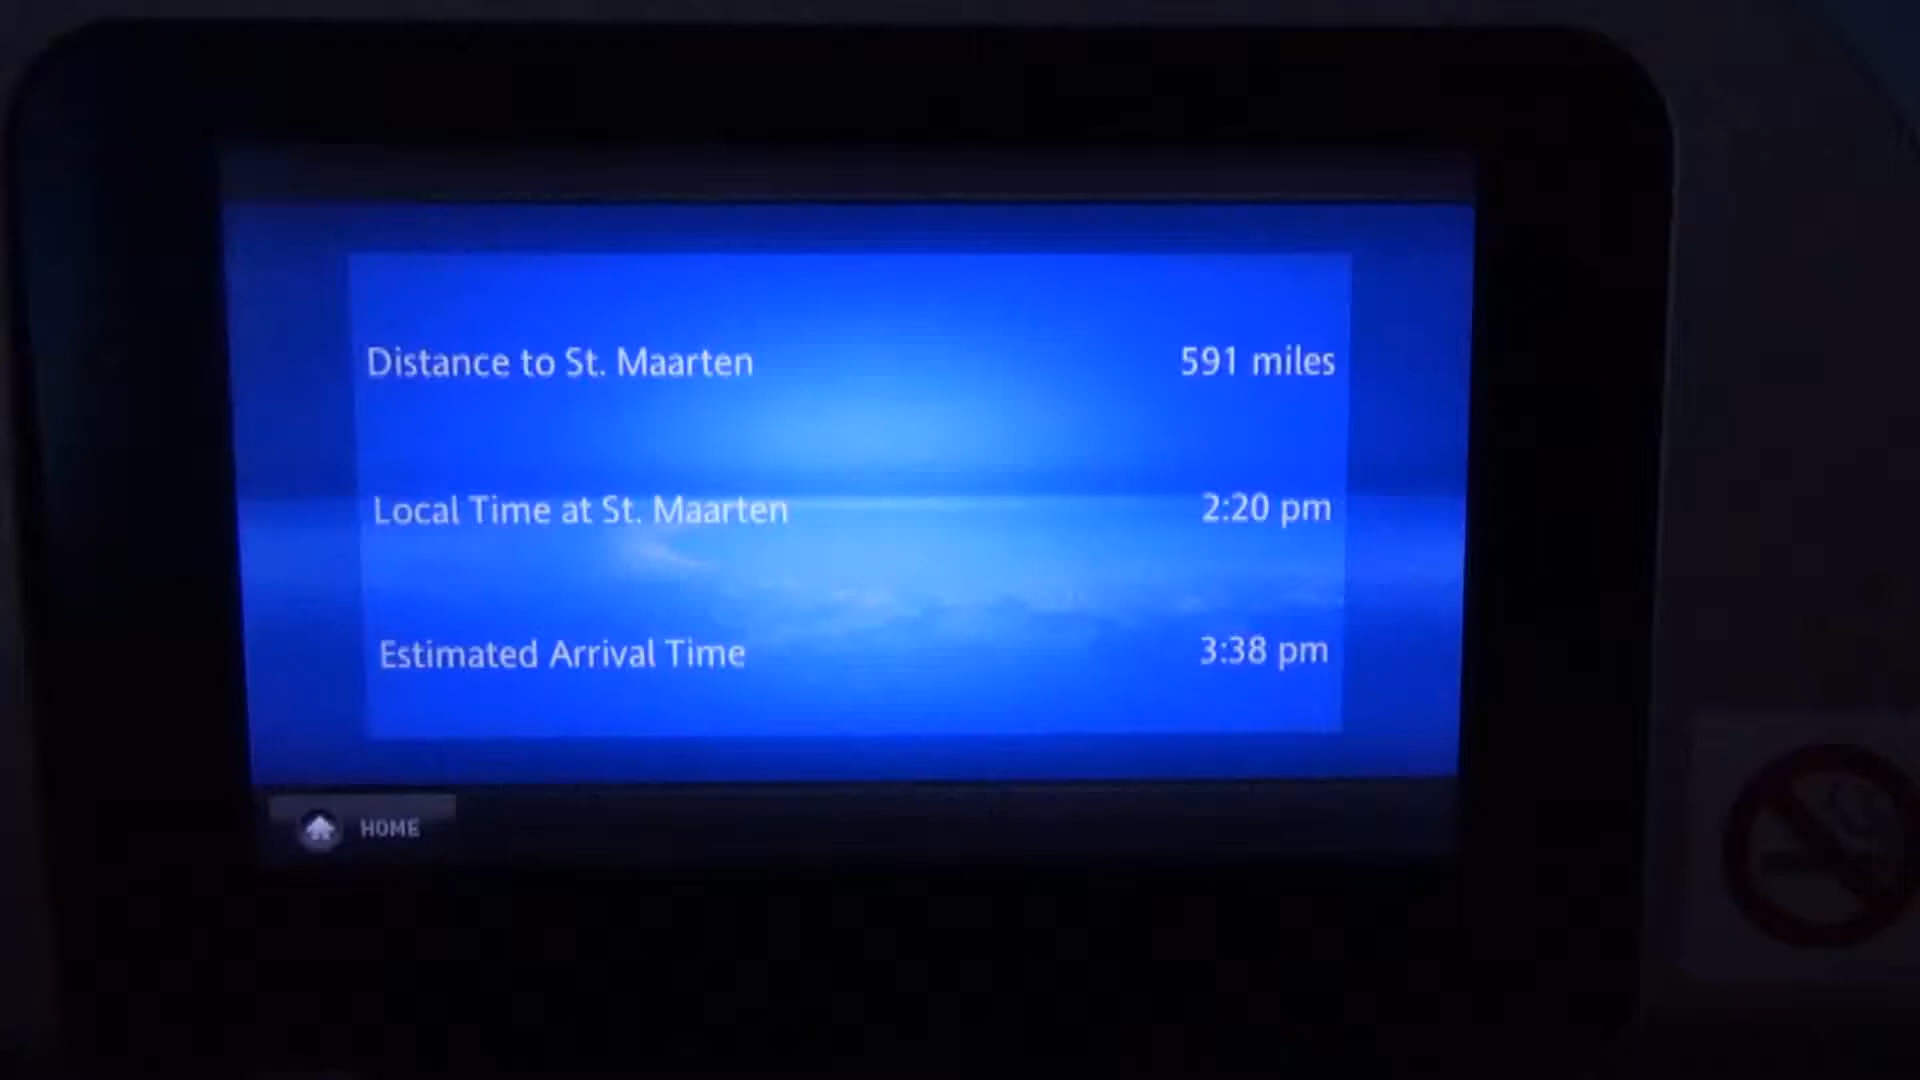 Distance to St. Maarten 591 miles
Local Time at St. Maarten 2:20 pm
Estimated Arrival Time 3:38 pm
HOME